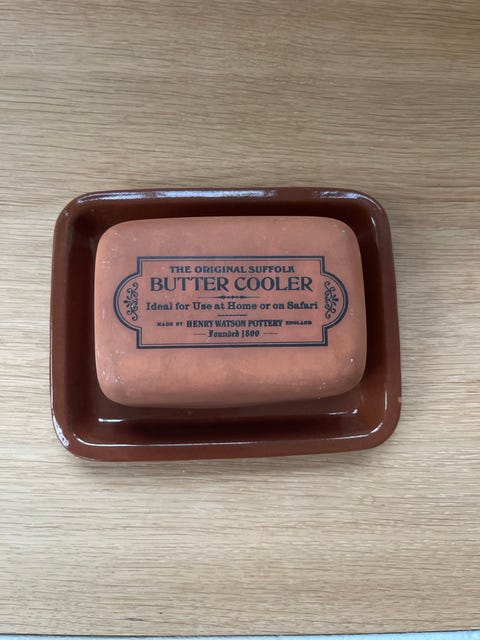 THE ORIGINAL SUFFOLK
BUTTER COOLER
Ideal for Use at Home or on Safari
MADE BY HENRY WATSON POTTERY ENGLAND
Founded 1800